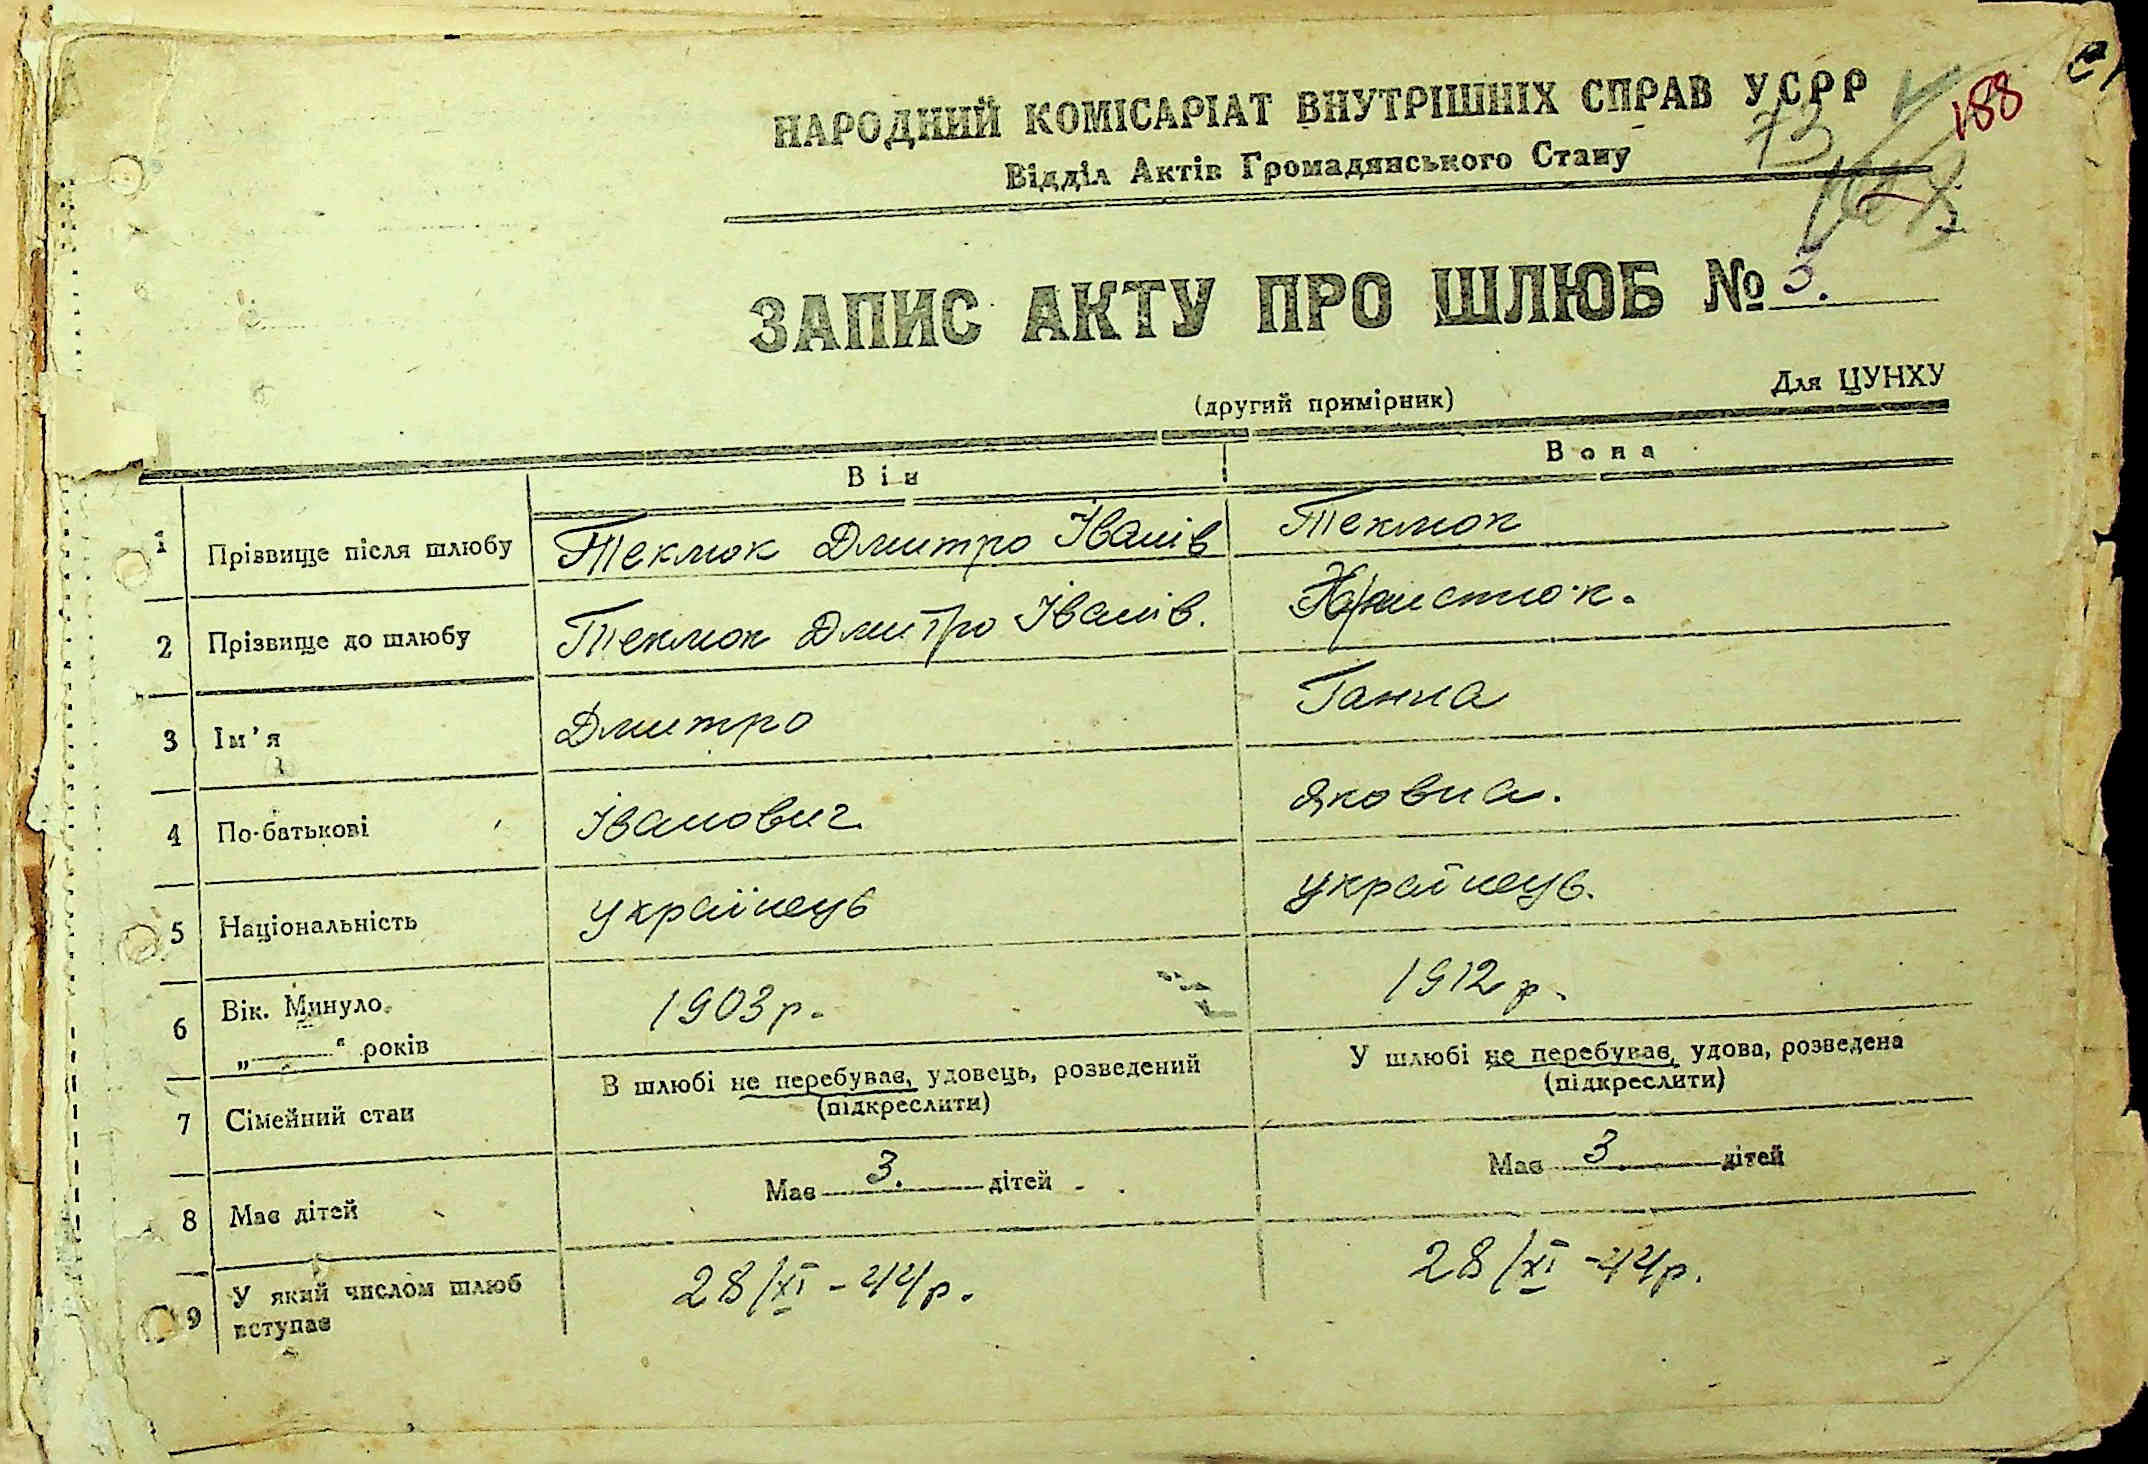 НАРОДНИЙ КОМІСАРІАТ ВНУТРІШНІХ СПРАВ УСРР
188
73
Відділ Актів Громадянського Стану
ЗАПИС АКТУ ПРО ШЛЮБ № 3.
(другий примірник) Для ЦУНХУ
Він Вона
1 Прізвище після шлюбу Теклюк Дмитро Іванів Теклюк
2 Прізвище до шлюбу Теклюк Дмитро Іванів.
3 Ім'я Дмитро Ганна
4 По-батькові Іванович Яковна.
5 Національність українець українець.
6 Вік. Минуло 1903 р. 1912 р.
„ “ років
7 Сімейний стан В шлюбі не перебуває, удовець, розведений У шлюбі не перебуває, удова, розведена
(підкреслити) (підкреслити)
8 Має дітей Має 3. дітей Має 3. дітей
9 У який числом шлюб вступає 28/XI - 44 р. 28/XI - 44 р.